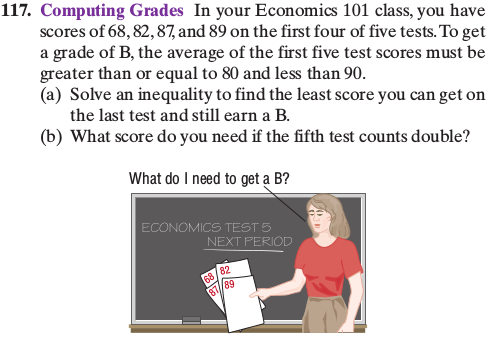 117. Computing Grades In your Economics 101 class, you have
scores of 68, 82, 87, and 89 on the first four of five tests. To get
a grade of B, the average of the first five test scores must be
greater than or equal to 80 and less than 90.
(a) Solve an inequality to find the least score you can get on
the last test and still earn a B.
(b) What score do you need if the fifth test counts double?
What do I need to get a B?
ECONOMICS TEST 5
NEXT PERIOD
68
82
87
89